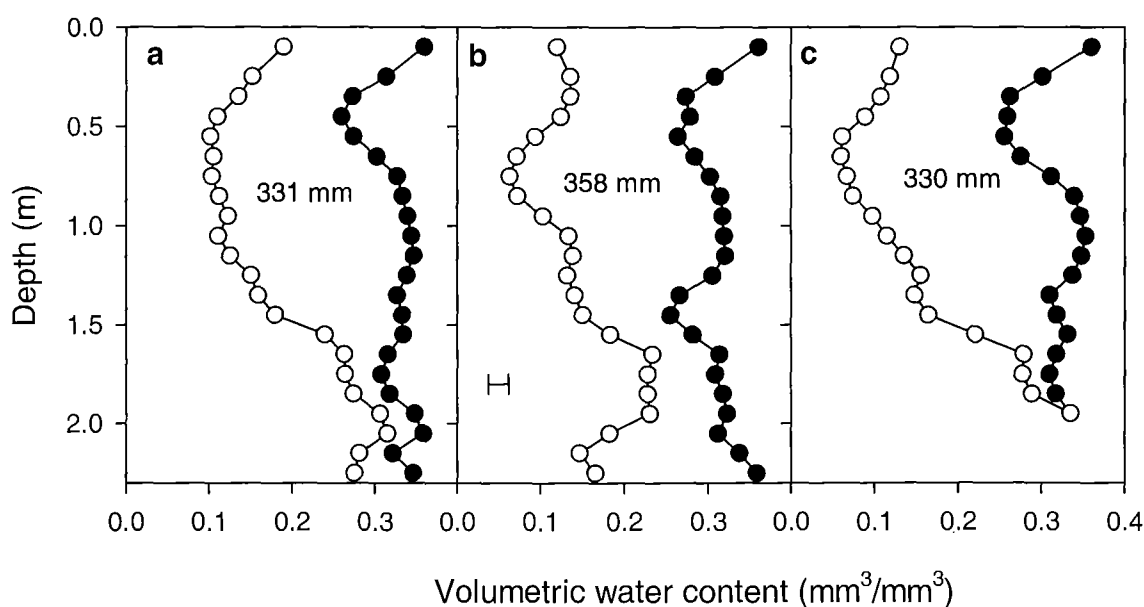 a
b
c
331 mm
358 mm
330 mm
0.0
0.5
1.0
1.5
2.0
Depth (m)
0.0 0.1 0.2 0.3 0.0 0.1 0.2 0.3 0.0 0.1 0.2 0.3 0.4
Volumetric water content (mm³/mm³)